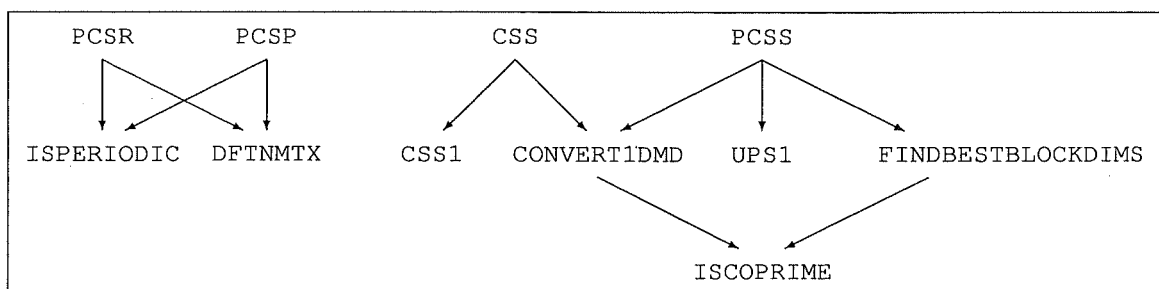 PCSR PCSP CSS PCSS
ISPERIODIC DFTNMTX CSS1 CONVERT1DMD UPS1 FINDBESTBLOCKDIMS
ISCOPRIME